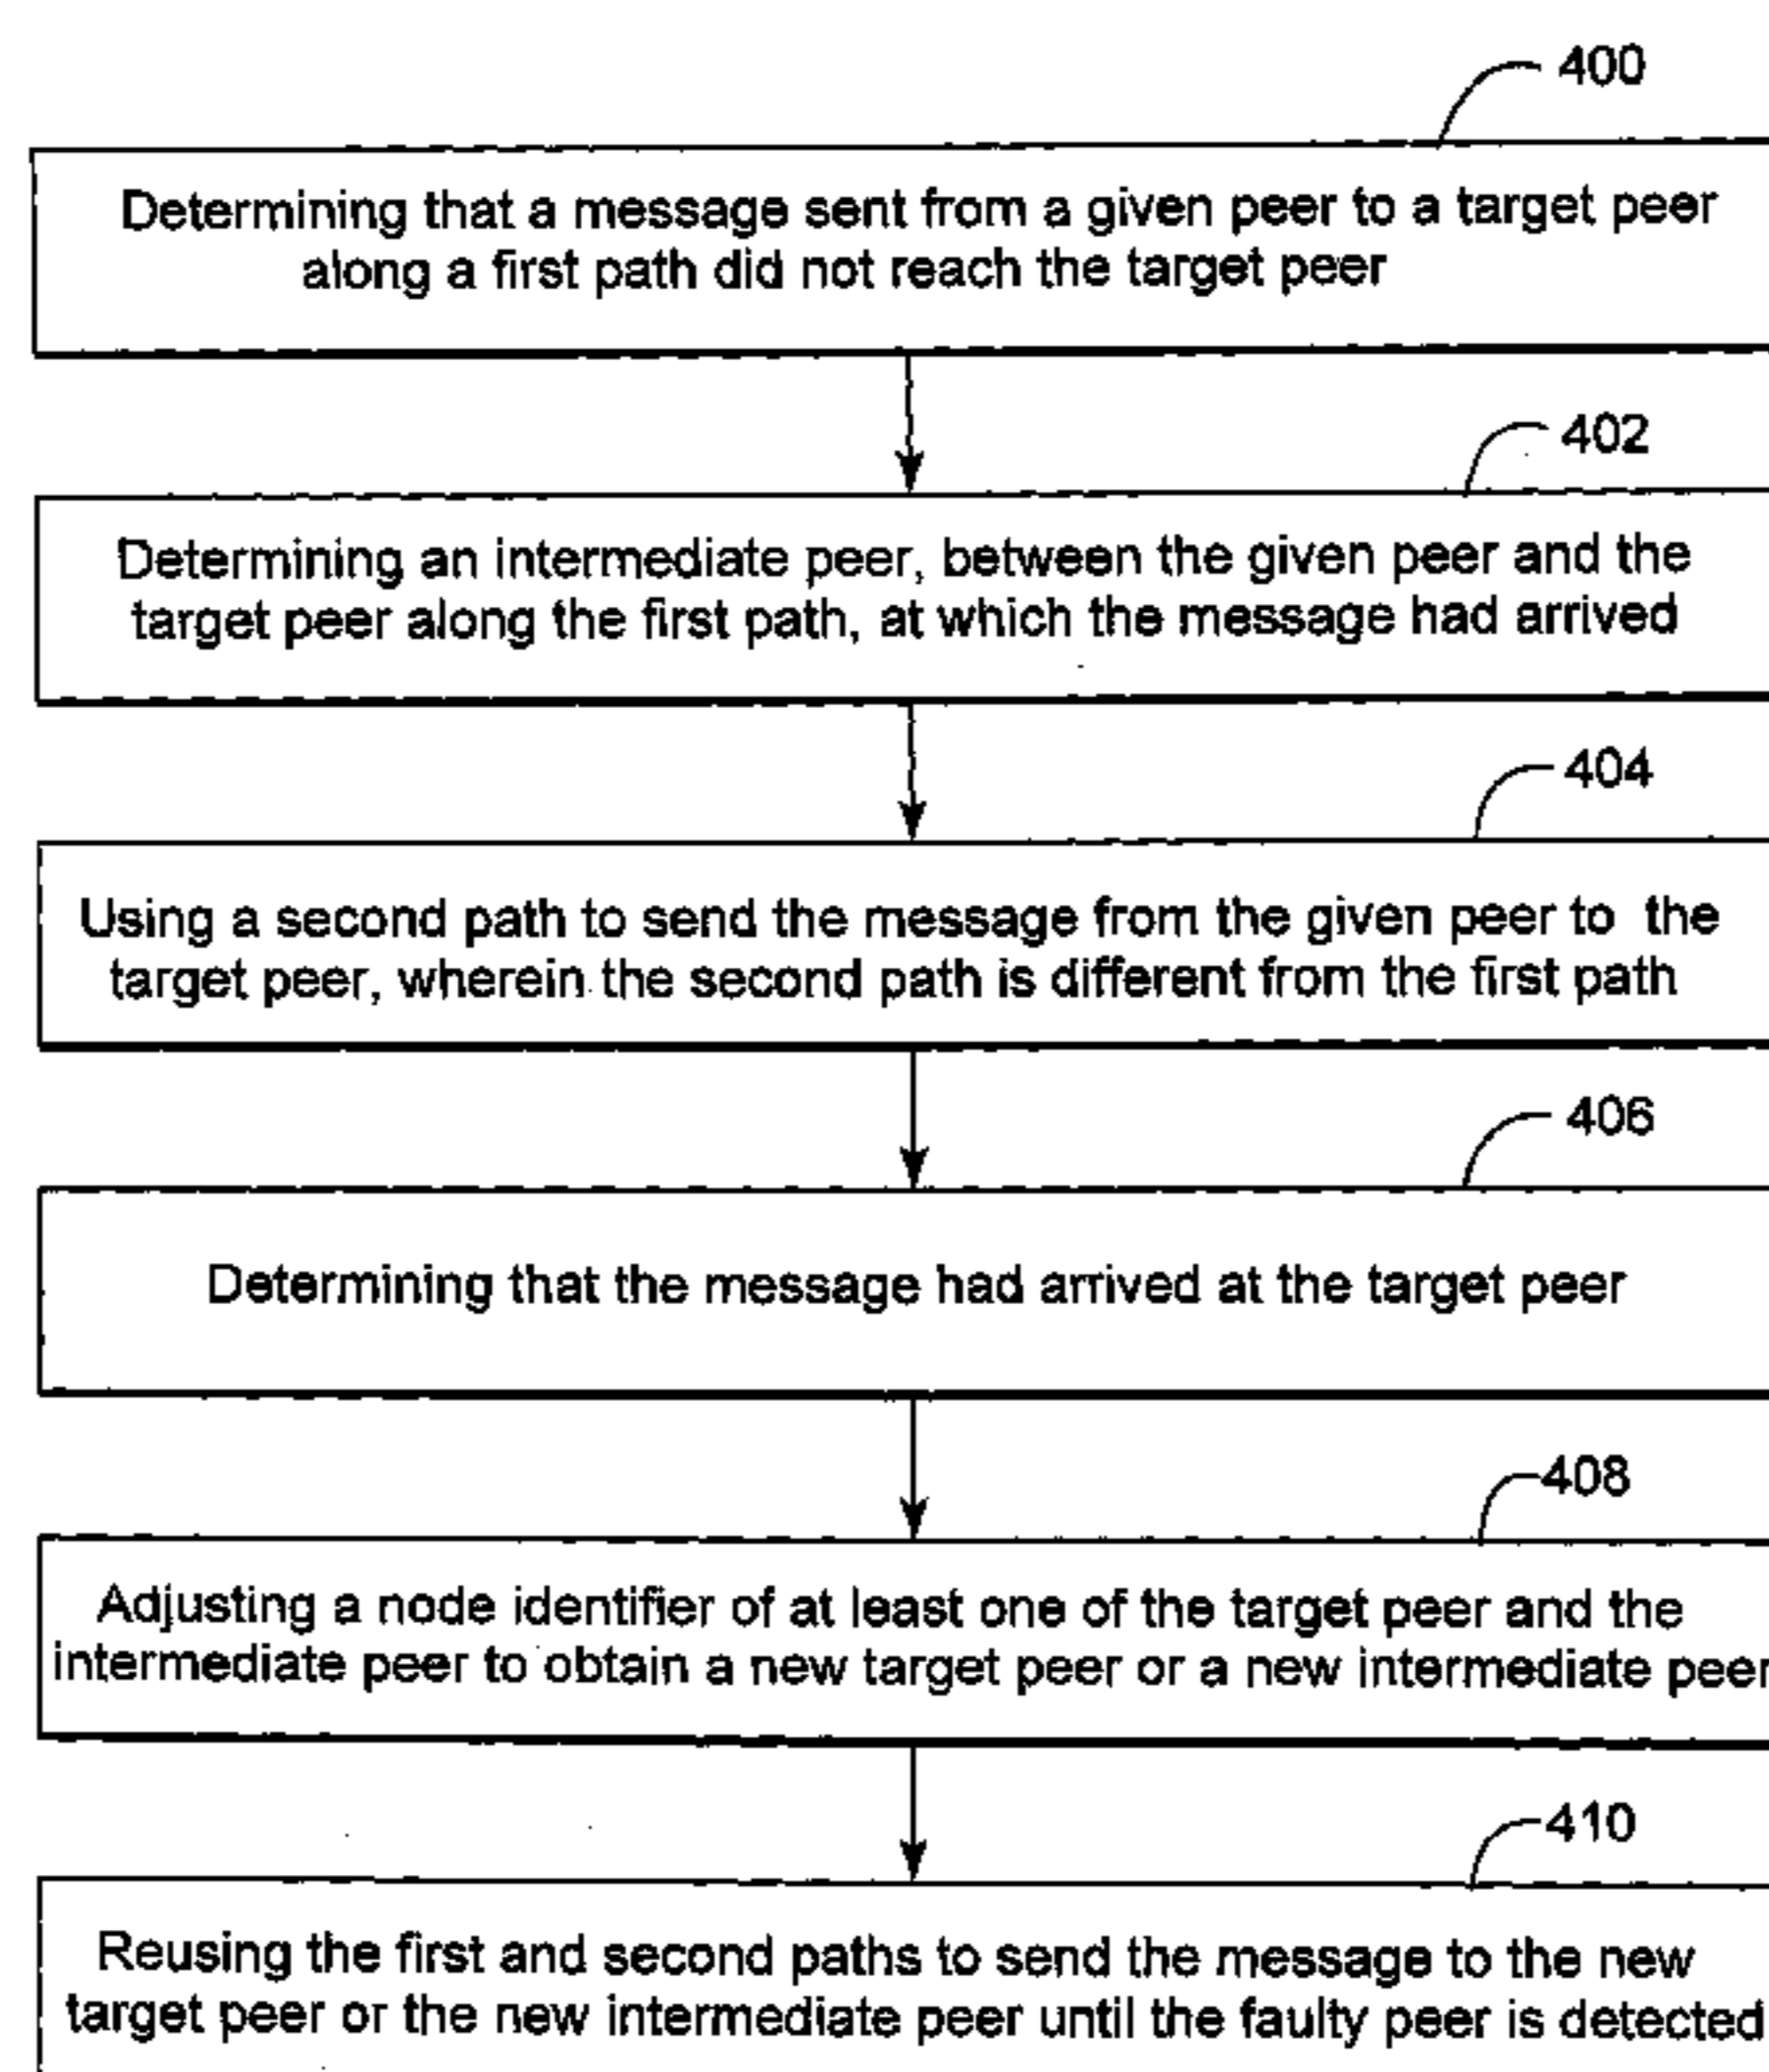 400
Determining that a message sent from a given peer to a target peer
along a first path did not reach the target peer
402
Determining an intermediate peer, between the given peer and the
target peer along the first path, at which the message had arrived
404
Using a second path to send the message from the given peer to the
target peer, wherein the second path is different from the first path
406
Determining that the message had arrived at the target peer
408
Adjusting a node identifier of at least one of the target peer and the
intermediate peer to obtain a new target peer or a new intermediate peer
410
Reusing the first and second paths to send the message to the new
target peer or the new intermediate peer until the faulty peer is detected